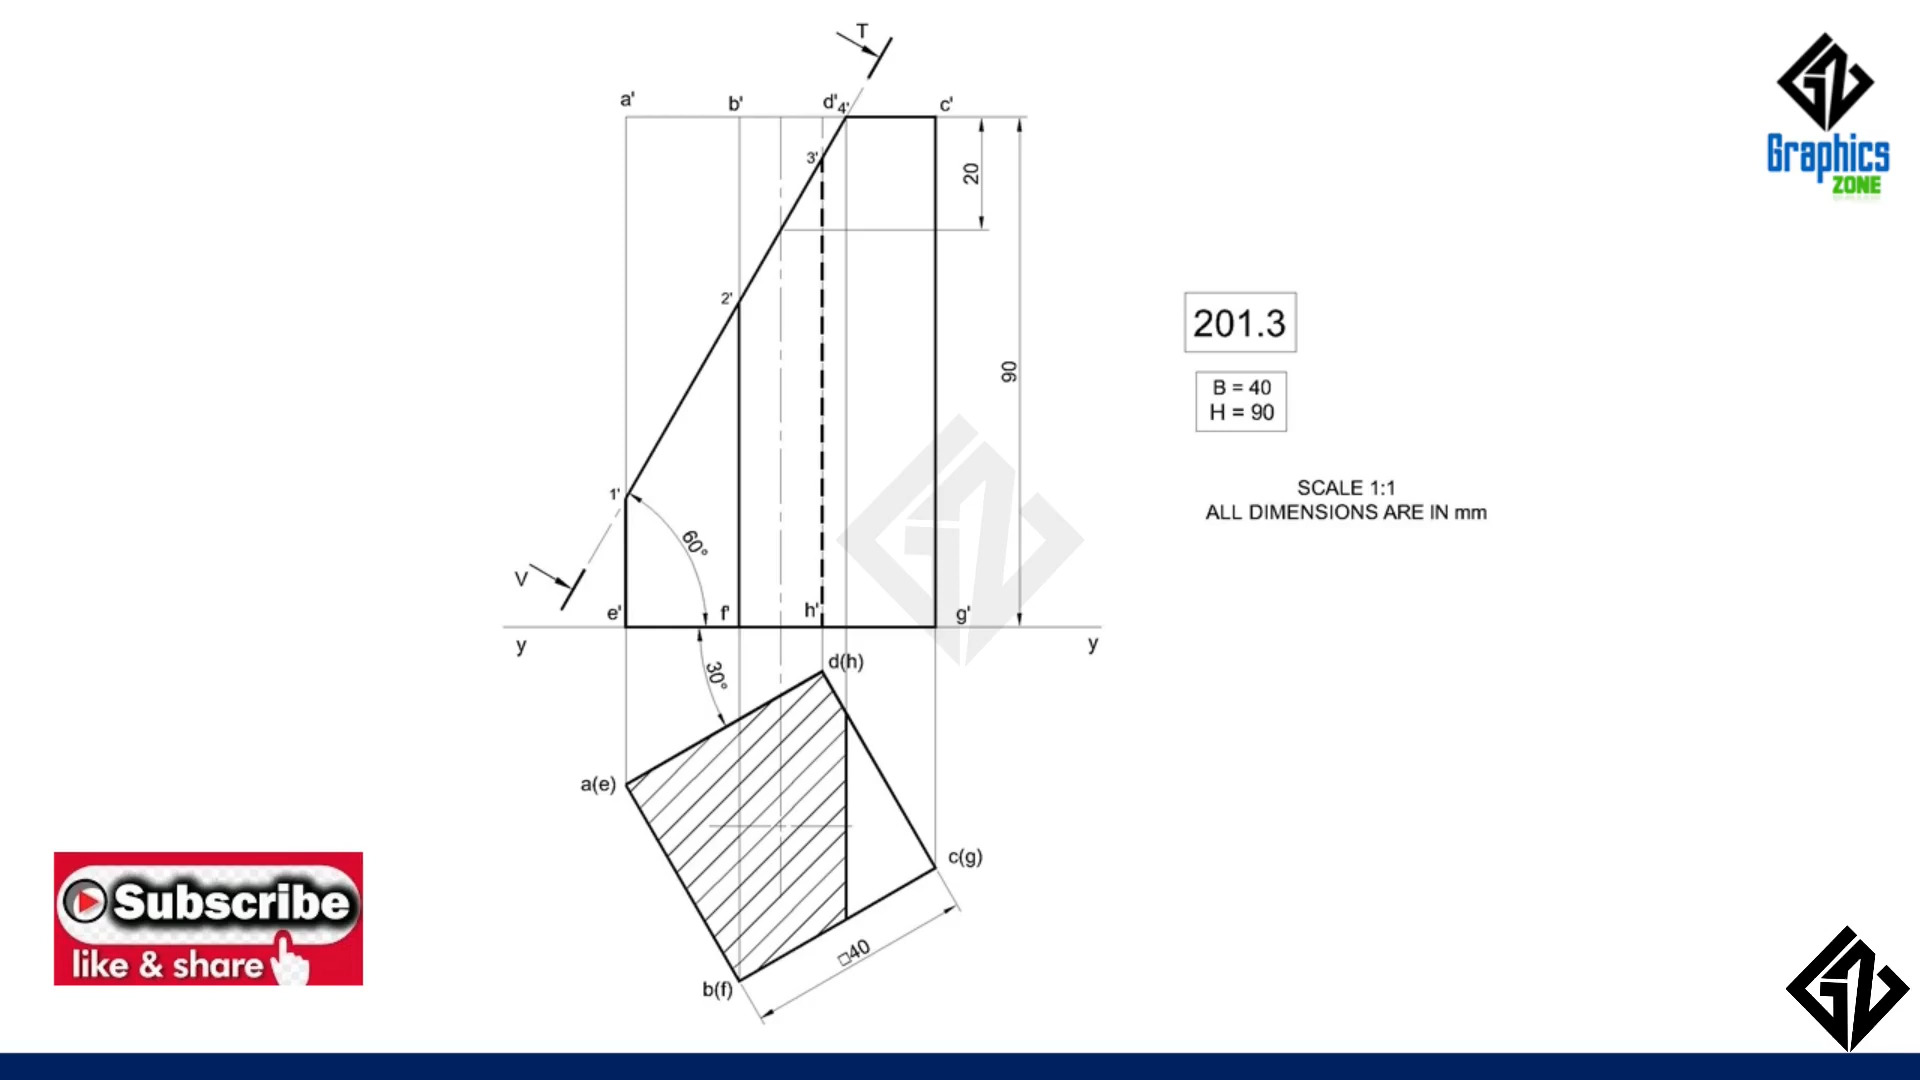 T
a'
b'
d'
4'
c'
3'
20
2'
90
1'
60°
V
e'
f'
h'
g'
y
y
30°
d(h)
a(e)
c(g)
□40
b(f)
201.3
B = 40
H = 90
SCALE 1:1
ALL DIMENSIONS ARE IN mm
Graphics
ZONE
Subscribe
like & share